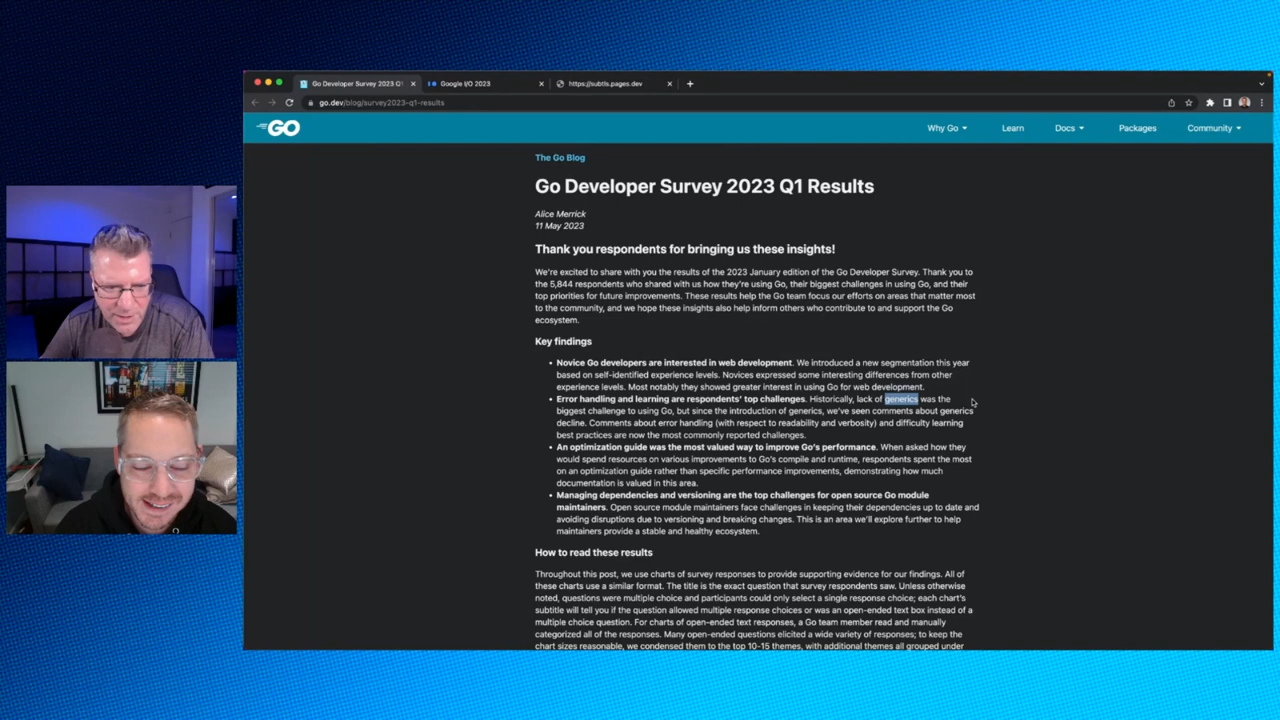 Go Developer Survey 2023 Q1
Google I/O 2023
https://subtls.pages.dev
go.dev/blog/survey2023-q1-results
GO
Why Go
Learn
Docs
Packages
Community
The Go Blog
Go Developer Survey 2023 Q1 Results
Alice Merrick
11 May 2023
Thank you respondents for bringing us these insights!
We're excited to share with you the results of the 2023 January edition of the Go Developer Survey. Thank you to
the 5,844 respondents who shared with us how they're using Go, their biggest challenges in using Go, and their
top priorities for future improvements. These results help the Go team focus our efforts on areas that matter most
to the community, and we hope these insights also help inform others who contribute to and support the Go
ecosystem.
Key findings
• Novice Go developers are interested in web development. We introduced a new segmentation this year
based on self-identified experience levels. Novices expressed some interesting differences from other
experience levels. Most notably they showed greater interest in using Go for web development.
• Error handling and learning are respondents' top challenges. Historically, lack of generics was the
biggest challenge to using Go, but since the introduction of generics, we've seen comments about generics
decline. Comments about error handling (with respect to readability and verbosity) and difficulty learning
best practices are now the most commonly reported challenges.
• An optimization guide was the most valued way to improve Go's performance. When asked how they
would spend resources on various improvements to Go's compile and runtime, respondents spent the most
on an optimization guide rather than specific performance improvements, demonstrating how much
documentation is valued in this area.
• Managing dependencies and versioning are the top challenges for open source Go module
maintainers. Open source module maintainers face challenges in keeping their dependencies up to date and
avoiding disruptions due to versioning and breaking changes. This is an area we'll explore further to help
maintainers provide a stable and healthy ecosystem.
How to read these results
Throughout this post, we use charts of survey responses to provide supporting evidence for our findings. All of
these charts use a similar format. The title is the exact question that survey respondents saw. Unless otherwise
noted, questions were multiple choice and participants could only select a single response choice; each chart's
subtitle will tell you if the question allowed multiple response choices or was an open-ended text box instead of a
multiple choice question. For charts of open-ended text responses, a Go team member read and manually
categorized all of the responses. Many open-ended questions elicited a wide variety of responses; to keep the
chart sizes reasonable, we condensed them to the top 10-15 themes, with additional themes all grouped under